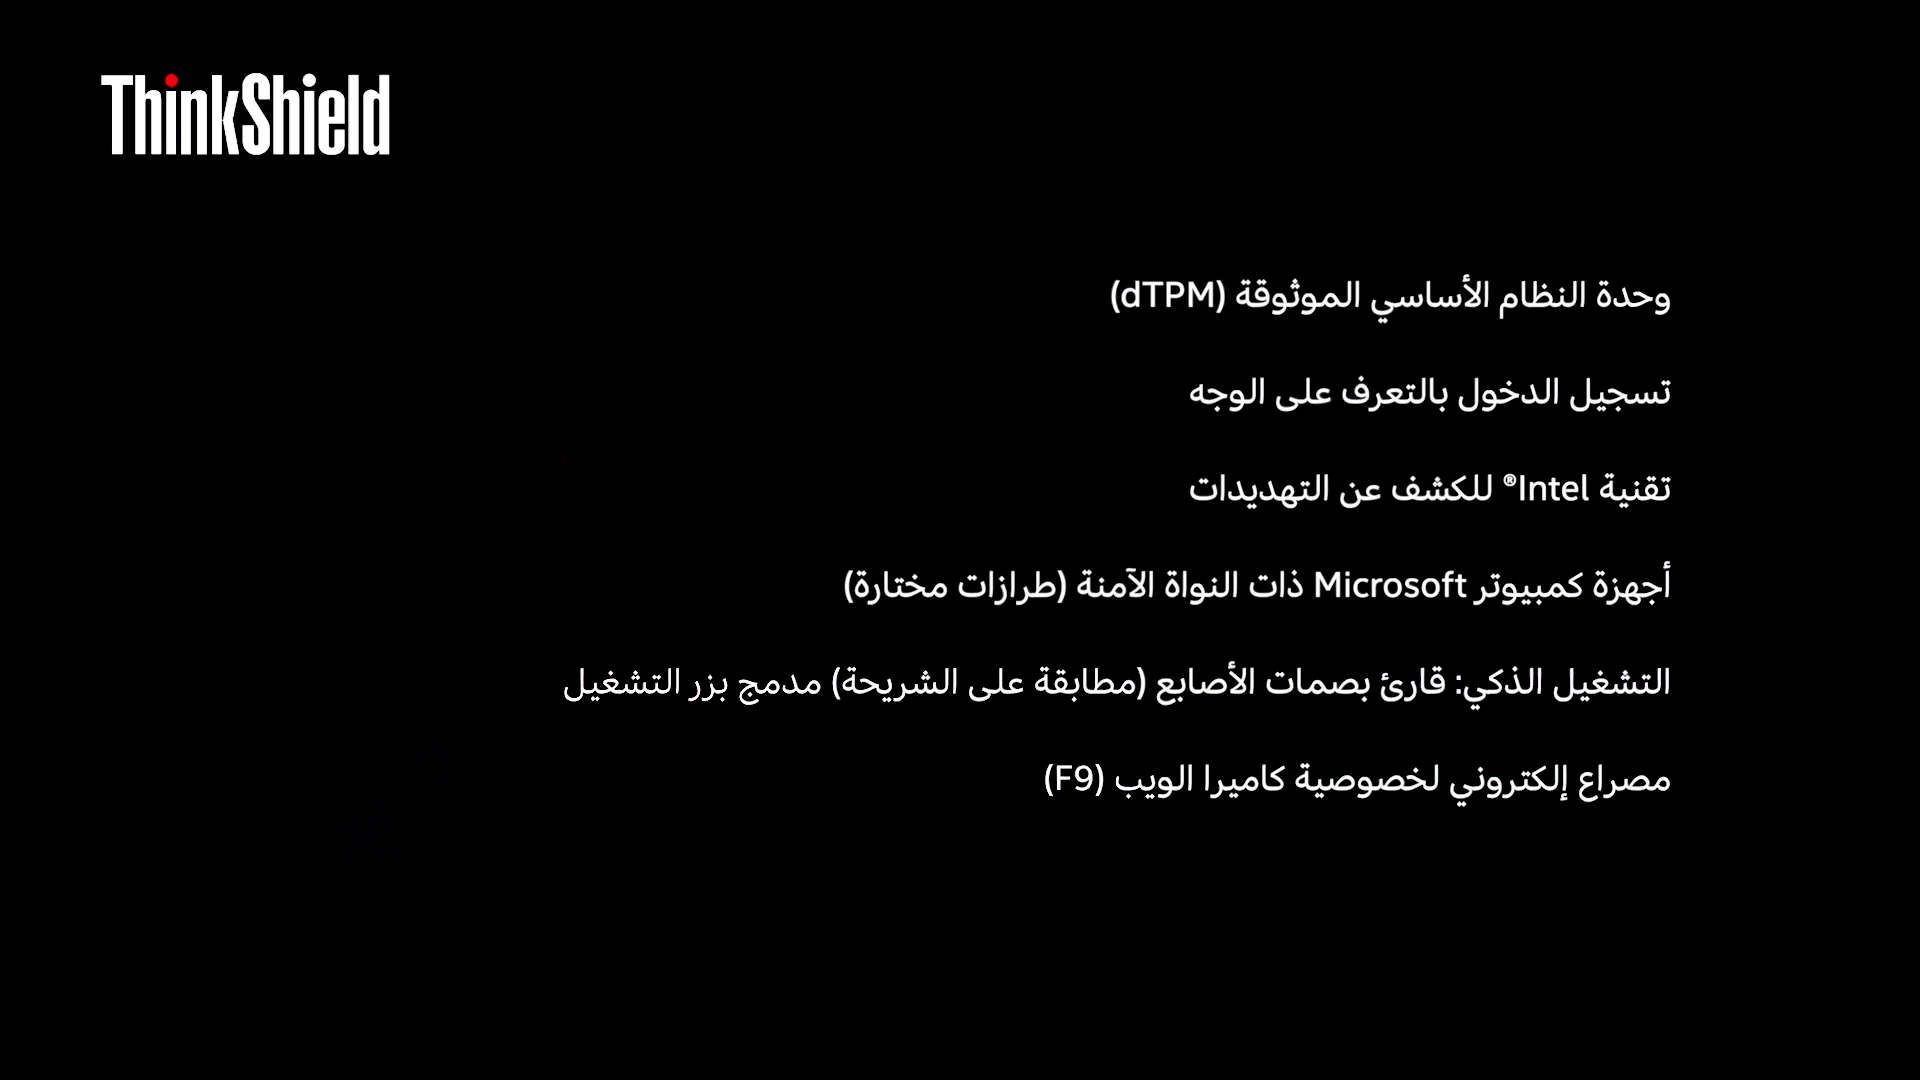 ThinkShield
وحدة النظام الأساسي الموثوقة (dTPM)
تسجيل الدخول بالتعرف على الوجه
تقنية Intel® للكشف عن التهديدات
أجهزة كمبيوتر Microsoft ذات النواة الآمنة (طرازات مختارة)
التشغيل الذكي: قارئ بصمات الأصابع (مطابقة على الشريحة) مدمج بزر التشغيل
مصراع إلكتروني لخصوصية كاميرا الويب (F9)